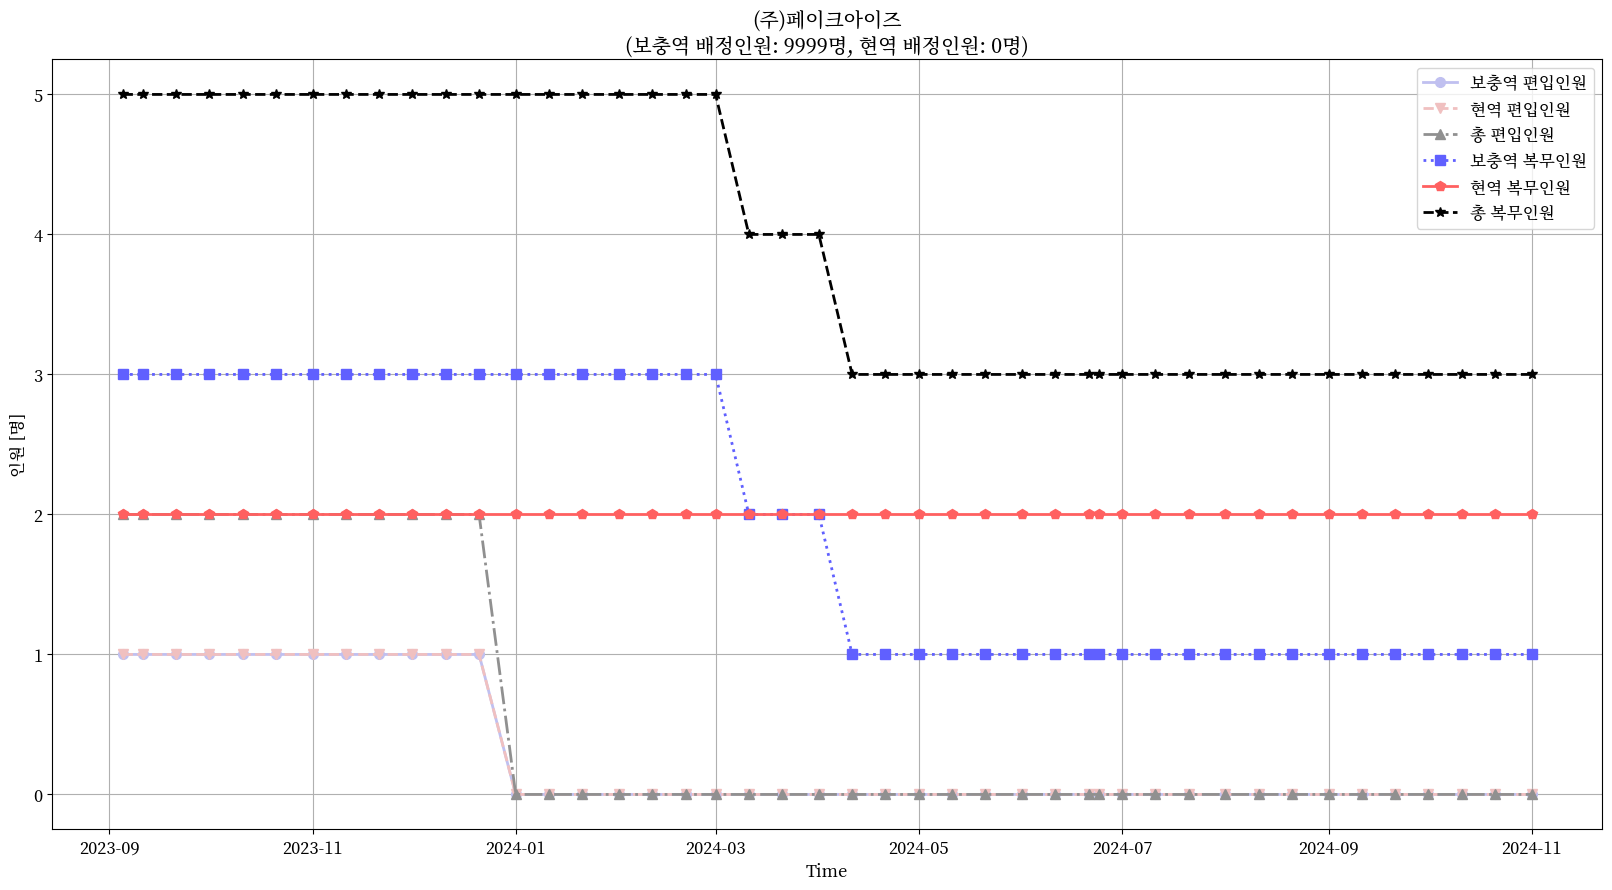 (주)페이크아이즈
(보충역 배정인원: 9999명, 현역 배정인원: 0명)
보충역 편입인원
현역 편입인원
총 편입인원
보충역 복무인원
현역 복무인원
총 복무인원
인원 [명]
5
4
3
2
1
0
2023-09
2023-11
2024-01
2024-03
2024-05
2024-07
2024-09
2024-11
Time